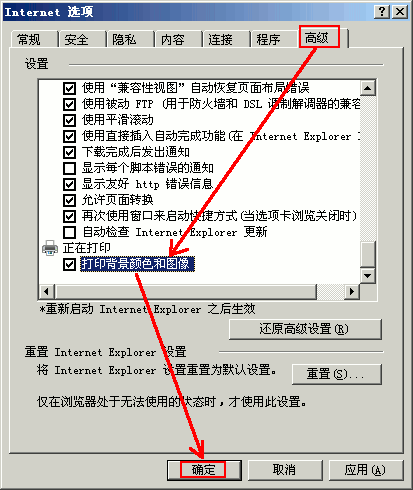 Internet 选项
常规 安全 隐私 内容 连接 程序 高级
设置
使用“兼容性视图”自动恢复页面布局错误
使用被动 FTP (用于防火墙和 DSL 调制解调器的兼容
使用平滑滚动
使用直接插入自动完成功能(在 Internet Explorer
下载完成后发出通知
显示每个脚本错误的通知
显示友好 http 错误信息
允许页面转换
再次使用窗口来启动快捷方式(当选项卡浏览关闭时)
自动检查 Internet Explorer 更新
正在打印
打印背景颜色和图像
*重新启动 Internet Explorer 之后生效
还原高级设置(R)
重置 Internet Explorer 设置
将 Internet Explorer 设置重置为默认设置。
重置(S)...
仅在浏览器处于无法使用的状态时，才使用此设置。
确定 取消 应用(A)